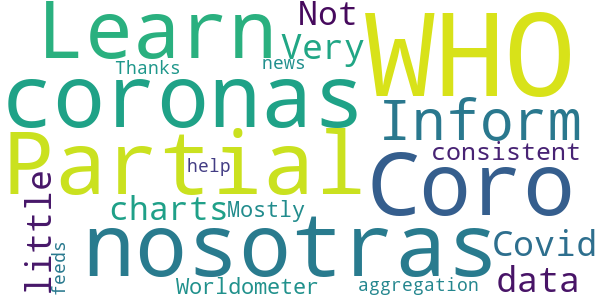 Learn
Not
WHO
Very
Thanks
news
coronas
Inform
Partial
consistent
help
Coro
little
charts
Mostly
nosotras
Covid
feeds
Worldometer
aggregation
data